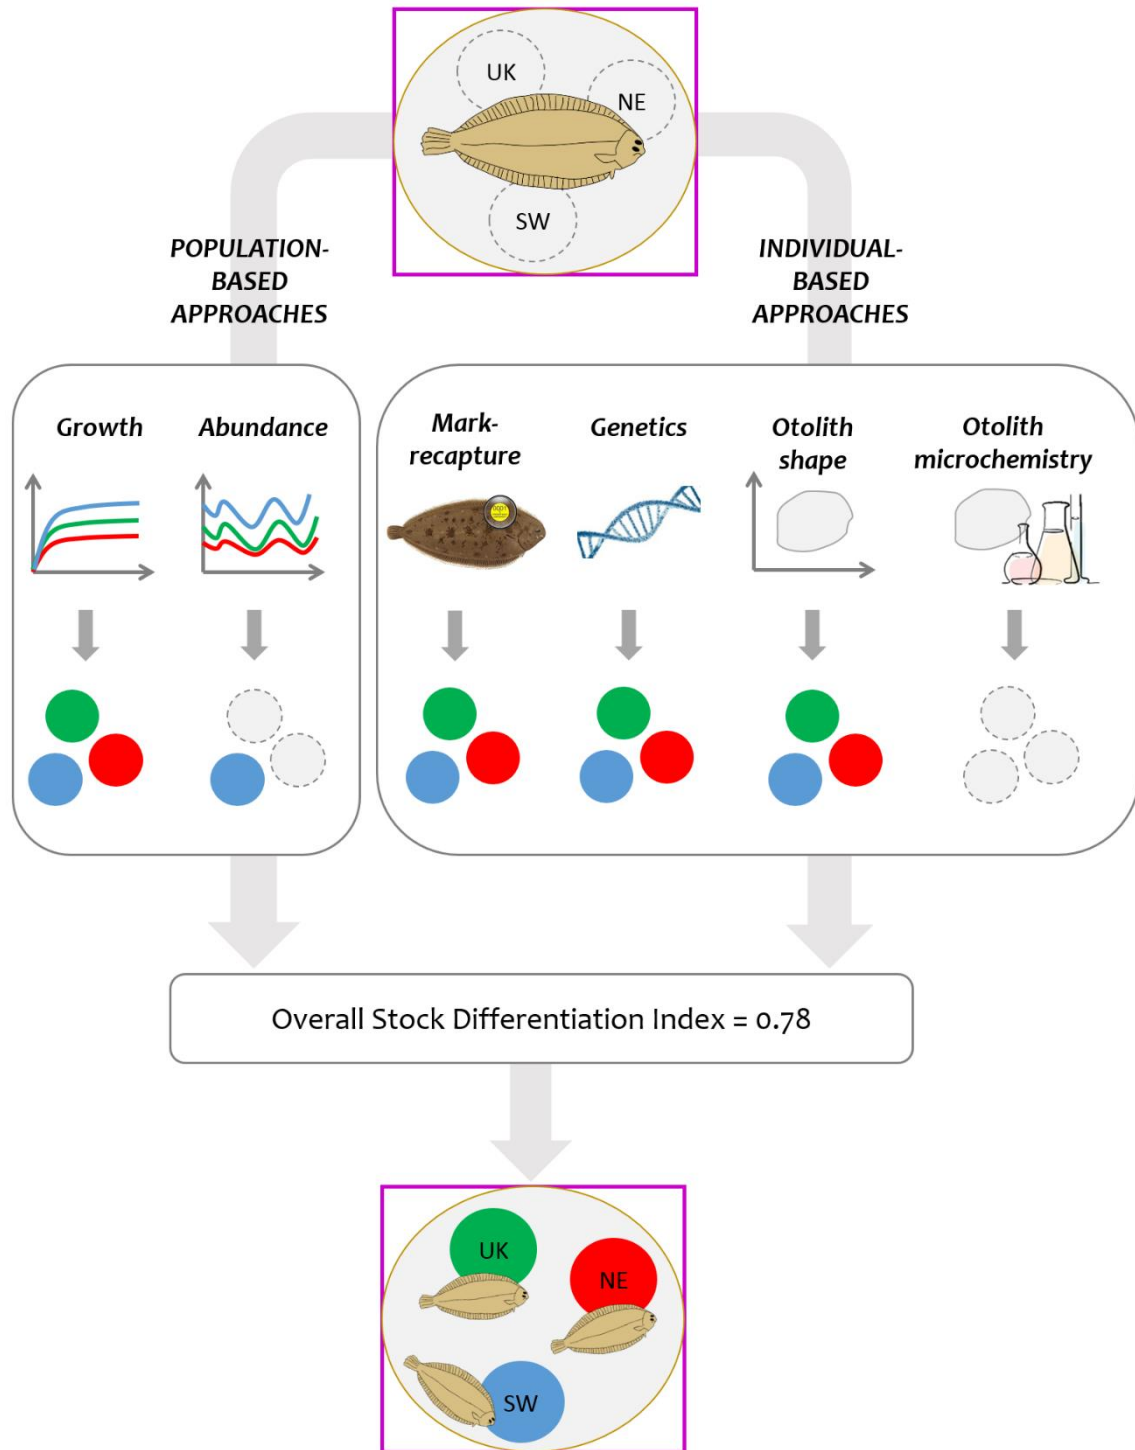 UK
NE
SW
POPULATION-
BASED
APPROACHES
INDIVIDUAL-
BASED
APPROACHES
Growth
Abundance
Mark-
recapture
Genetics
Otolith
shape
Otolith
microchemistry
Overall Stock Differentiation Index = 0.78
UK
NE
SW